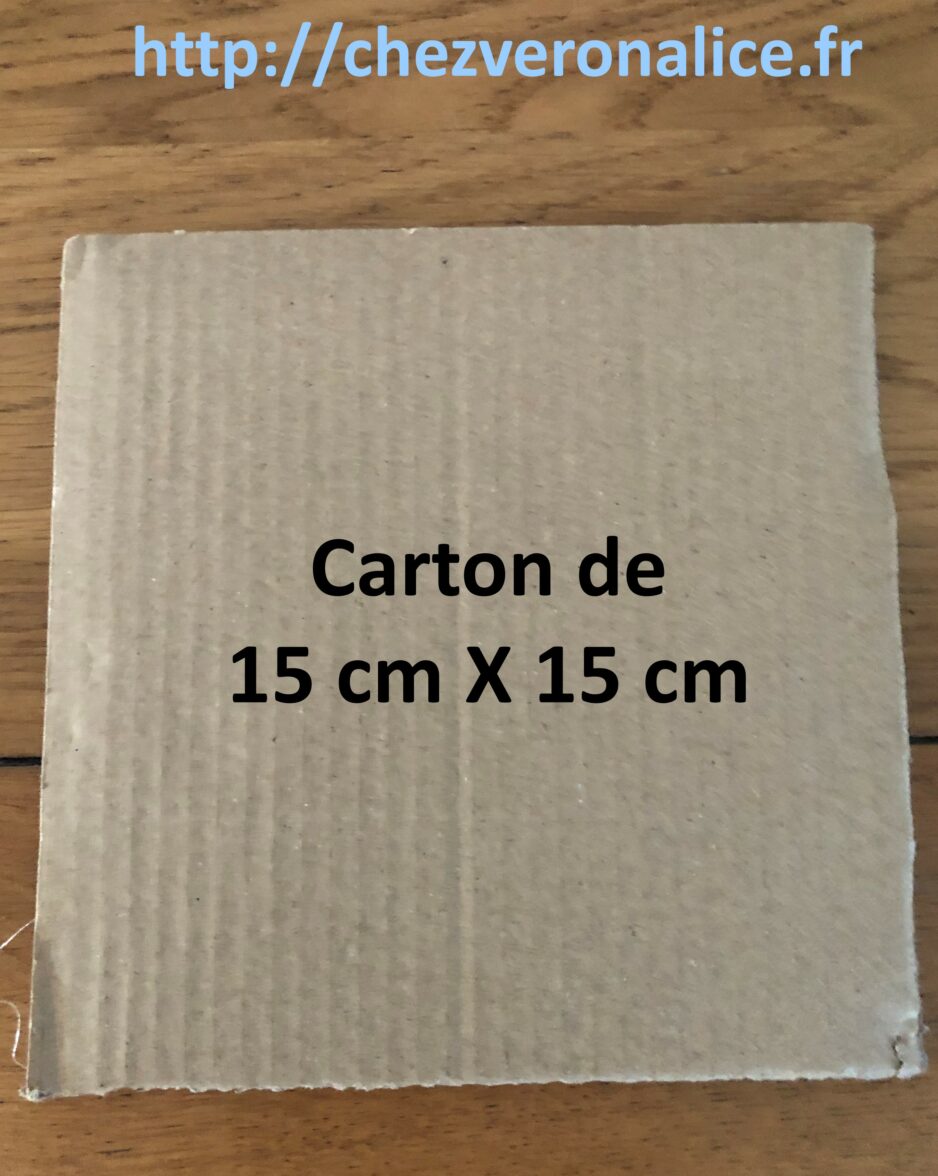 http://chezveronalice.fr
Carton de
15 cm X 15 cm